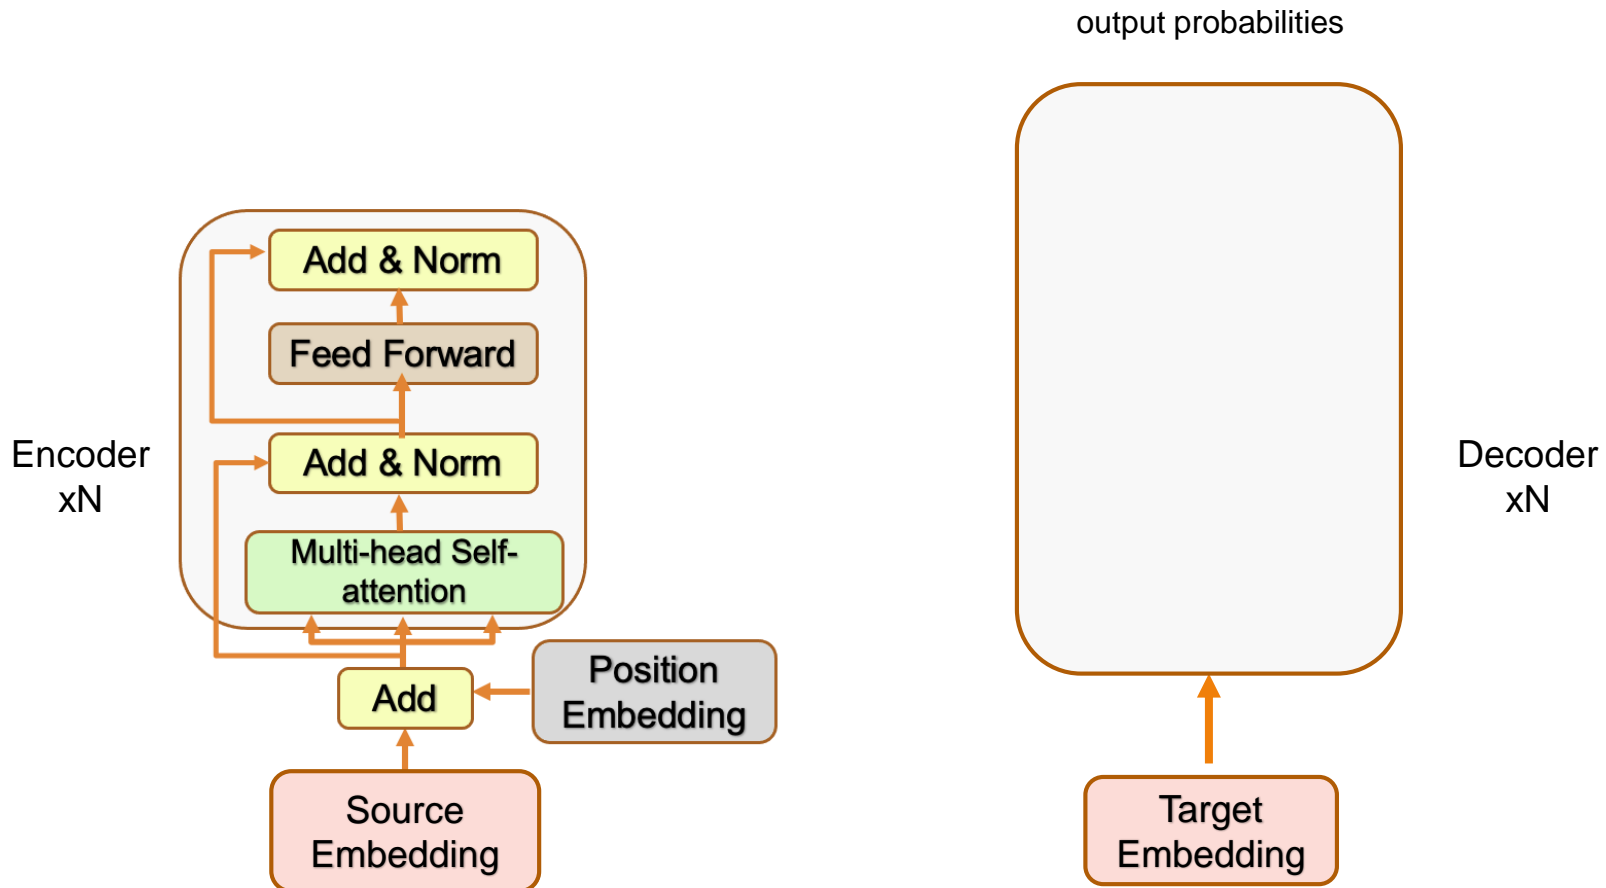 output probabilities
Add & Norm
Feed Forward
Encoder
xN
Add & Norm
Multi-head Self-
attention
Position
Embedding
Add
Source
Embedding
Decoder
xN
Target
Embedding